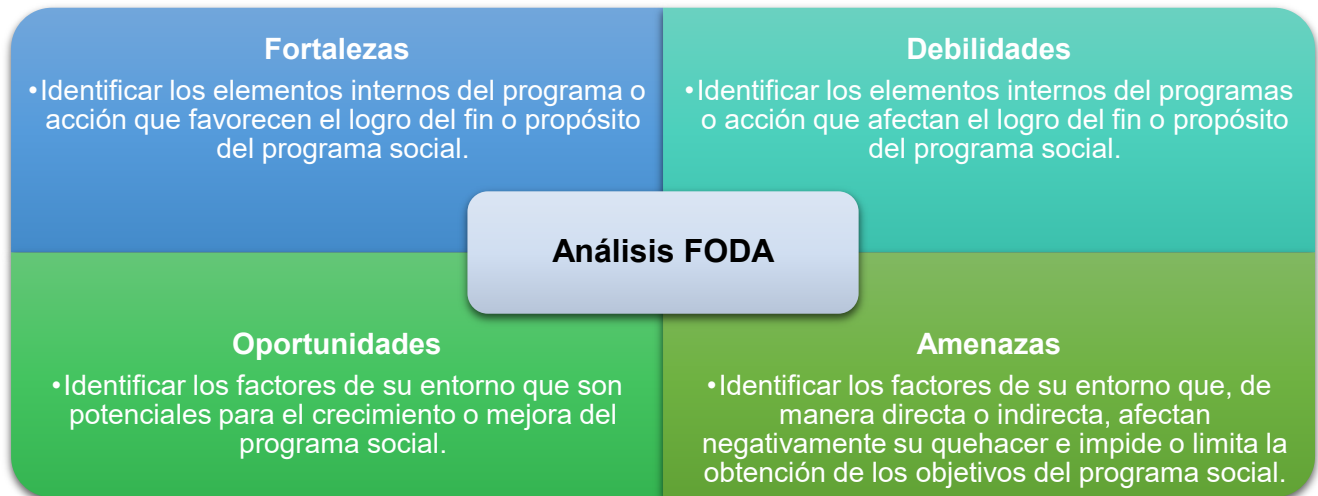 Fortalezas
•Identificar los elementos internos del programa o
acción que favorecen el logro del fin o propósito
del programa social.
Debilidades
•Identificar los elementos internos del programas
o acción que afectan el logro del fin o propósito
del programa social.
Análisis FODA
Oportunidades
•Identificar los factores de su entorno que son
potenciales para el crecimiento o mejora del
programa social.
Amenazas
•Identificar los factores de su entorno que, de
manera directa o indirecta, afectan
negativamente su quehacer e impide o limita la
obtención de los objetivos del programa social.